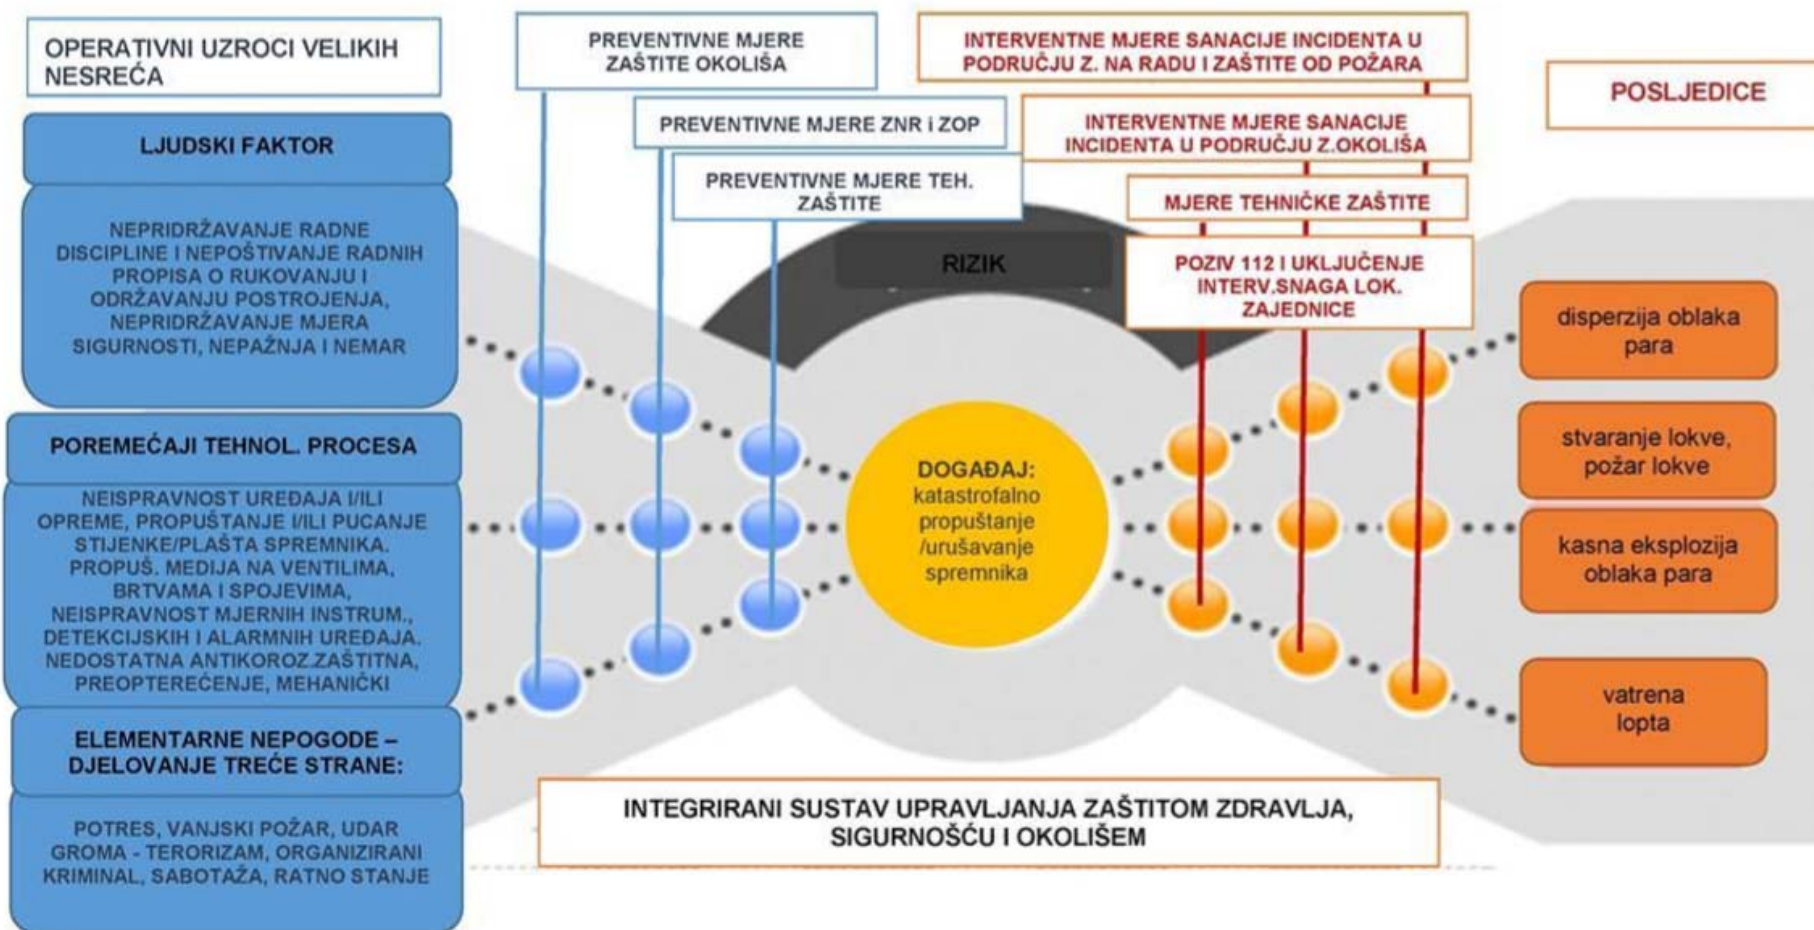 OPERATIVNI UZROCI VELIKIH
NESREĆA
LJUDSKI FAKTOR
NEPRIDRŽAVANJE RADNE
DISCIPLINE I NEPOŠTIVANJE RADNIH
PROPISA O RUKOVANJU I
ODRŽAVANJU POSTROJENJA,
NEPRIDRŽAVANJE MJERA
SIGURNOSTI, NEPAŽNJA I NEMAR
POREMEĆAJI TEHNOL. PROCESA
NEISPRAVNOST UREĐAJA I/ILI
OPREME, PROPUŠTANJE I/ILI PUCANJE
STIJENKE/PLAŠTA SPREMNIKA.
PROPUŠ. MEDIJA NA VENTILIMA,
BRTVAMA I SPOJEVIMA,
NEISPRAVNOST MJERNIH INSTRUM.,
DETEKCIJSKIH I ALARMNIH UREĐAJA.
NEDOSTATNA ANTIKOROZ.ZAŠTITNA,
PREOPTEREĆENJE, MEHANIČKI
ELEMENTARNE NEPOGODE –
DJELOVANJE TREĆE STRANE:
POTRES, VANJSKI POŽAR, UDAR
GROMA - TERORIZAM, ORGANIZIRANI
KRIMINAL, SABOTAŽA, RATNO STANJE
PREVENTIVNE MJERE
ZAŠTITE OKOLIŠA
PREVENTIVNE MJERE ZNR i ZOP
PREVENTIVNE MJERE TEH.
ZAŠTITE
RIZIK
DOGAĐAJ:
katastrofalno
propuštanje
/urušavanje
spremnika
INTERVENTNE MJERE SANACIJE INCIDENTA U
PODRUČJU Z. NA RADU I ZAŠTITE OD POŽARA
INTERVENTNE MJERE SANACIJE
INCIDENTA U PODRUČJU Z.OKOLIŠA
MJERE TEHNIČKE ZAŠTITE
POZIV 112 I UKLJUČENJE
INTERV.SNAGA LOK.
ZAJEDNICE
POSLJEDICE
disperzija oblaka
para
stvaranje lokve,
požar lokve
kasna eksplozija
oblaka para
vatrena
lopta
INTEGRIRANI SUSTAV UPRAVLJANJA ZAŠTITOM ZDRAVLJA,
SIGURNOŠĆU I OKOLIŠEM